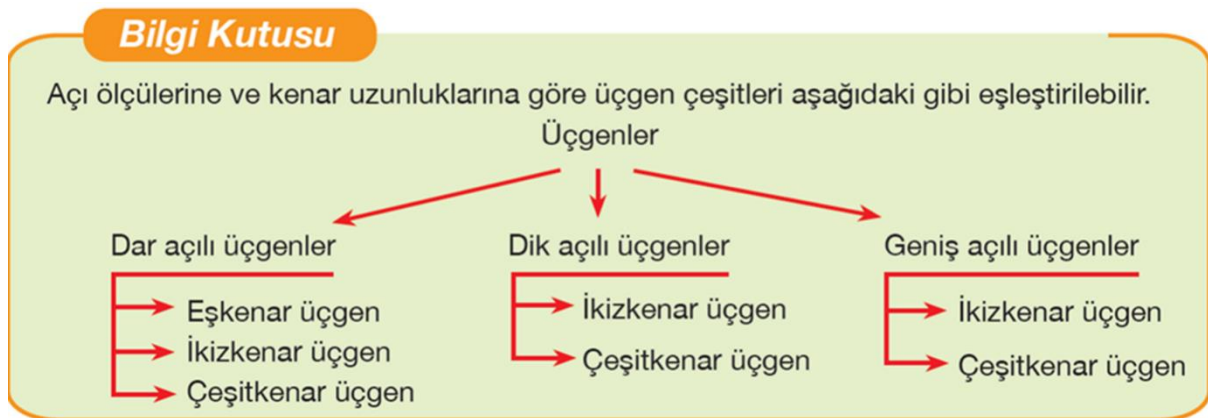 Bilgi Kutusu
Açı ölçülerine ve kenar uzunluklarına göre üçgen çeşitleri aşağıdaki gibi eşleştirilebilir.
Üçgenler
Dar açılı üçgenler
Eşkenar üçgen
İkizkenar üçgen
Çeşitkenar üçgen
Dik açılı üçgenler
İkizkenar üçgen
Çeşitkenar üçgen
Geniş açılı üçgenler
İkizkenar üçgen
Çeşitkenar üçgen